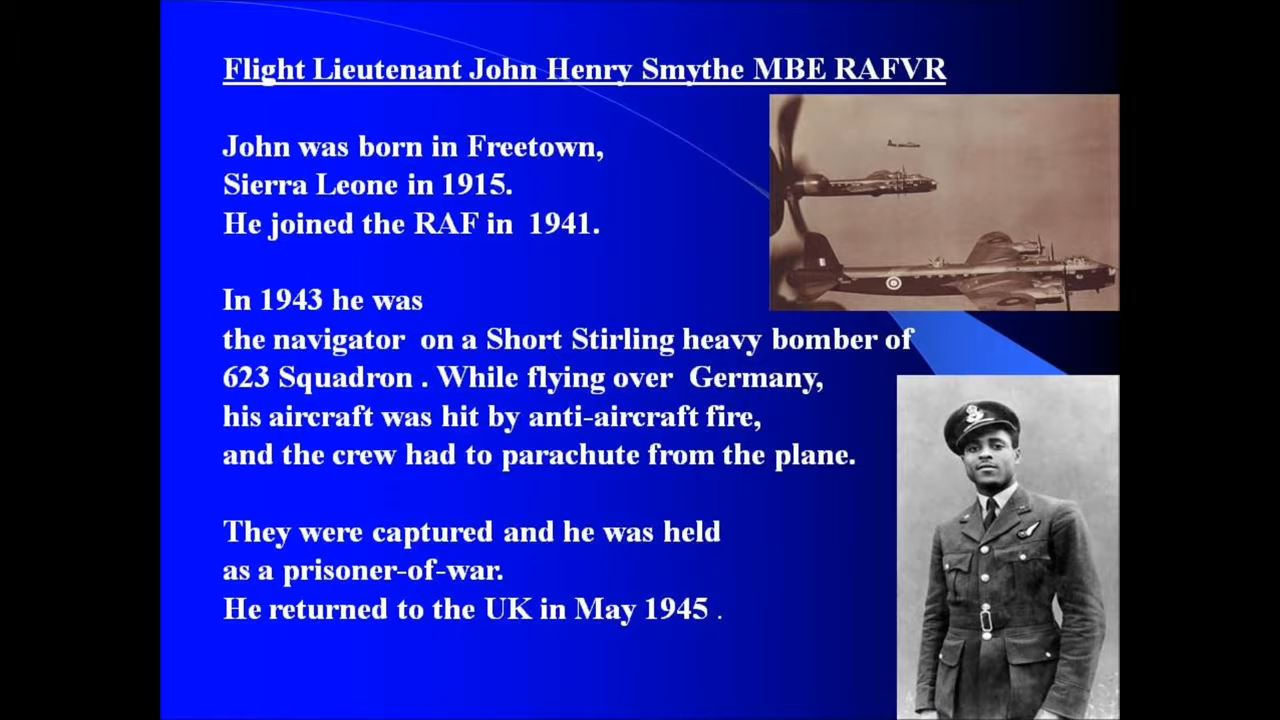 Flight Lieutenant John Henry Smythe MBE RAFVR
John was born in Freetown,
Sierra Leone in 1915.
He joined the RAF in  1941.
In 1943 he was
the navigator  on a Short Stirling heavy bomber of
623 Squadron . While flying over  Germany,
his aircraft was hit by anti-aircraft fire,
and the crew had to parachute from the plane.
They were captured and he was held
as a prisoner-of-war.
He returned to the UK in May 1945 .